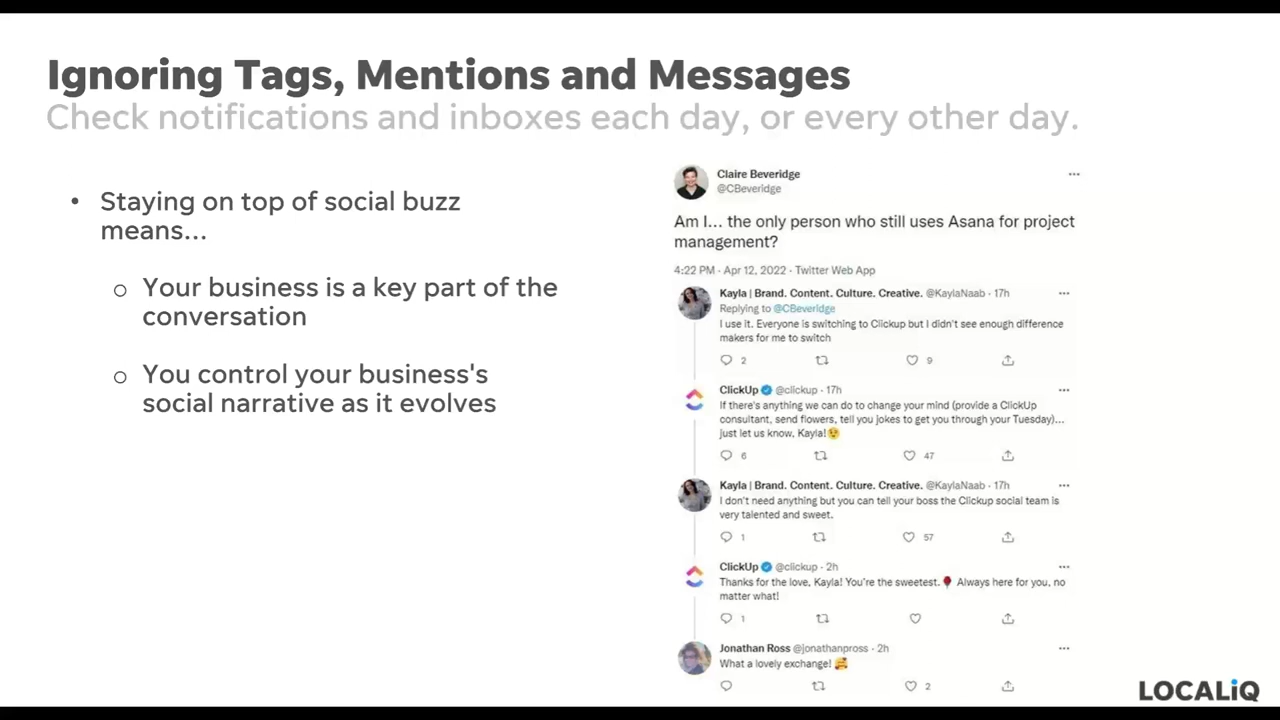 Ignoring Tags, Mentions and Messages
Check notifications and inboxes each day, or every other day.
• Staying on top of social buzz
means...
o Your business is a key part of the
conversation
o You control your business's
social narrative as it evolves
Claire Beveridge
@CBeveridge
Am I... the only person who still uses Asana for project
management?
4:22 PM · Apr 12, 2022 · Twitter Web App
Kayla | Brand. Content. Culture. Creative. @KaylaNaab · 17h
Replying to @CBeveridge
I use it. Everyone is switching to Clickup but I didn't see enough difference
makers for me to switch
2 9
ClickUp @clickup · 17h
If there's anything we can do to change your mind (provide a ClickUp
consultant, send flowers, tell you jokes to get you through your Tuesday)...
just let us know, Kayla!😉
6 47
Kayla | Brand. Content. Culture. Creative. @KaylaNaab · 17h
I don't need anything but you can tell your boss the Clickup social team is
very talented and sweet.
1 57
ClickUp @clickup · 2h
Thanks for the love, Kayla! You're the sweetest. 🌹 Always here for you, no
matter what!
1
Jonathan Ross @jonathanpross · 2h
What a lovely exchange! 🥰
2
LOCALiQ